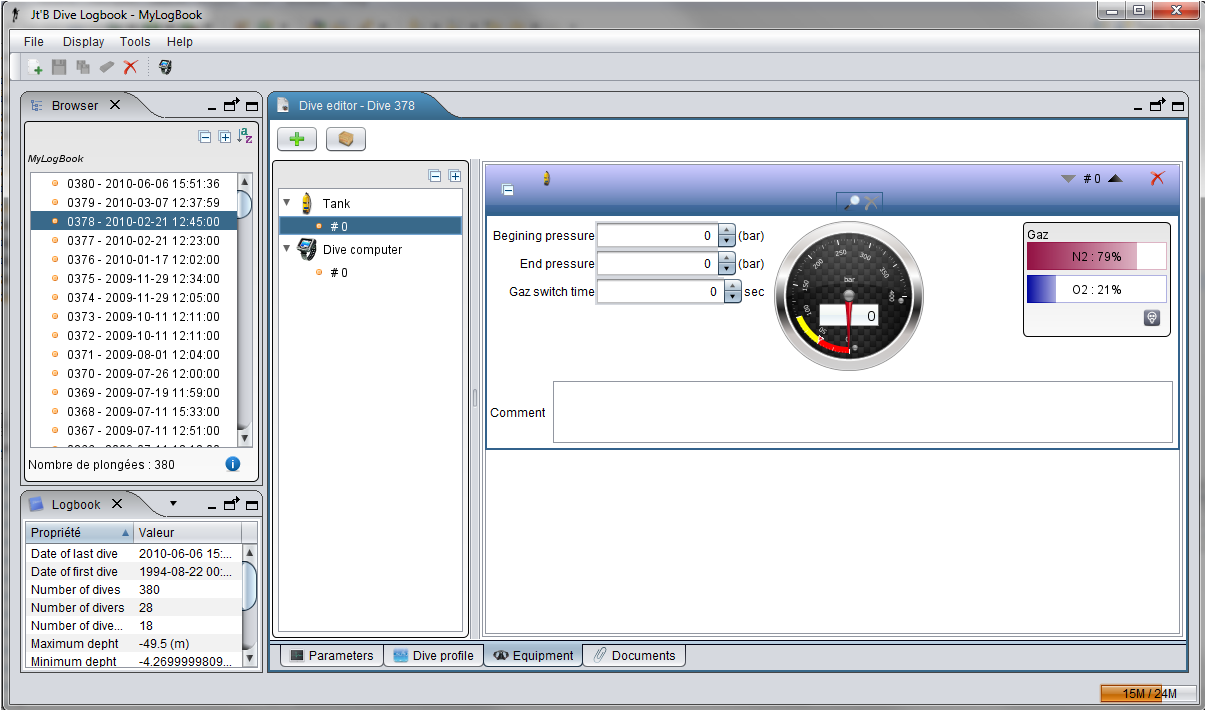 Jt'B Dive Logbook - MyLogBook
File Display Tools Help
Browser
MyLogBook
0380 - 2010-06-06 15:51:36
0379 - 2010-03-07 12:37:59
0378 - 2010-02-21 12:45:00
0377 - 2010-02-21 12:23:00
0376 - 2010-01-17 12:02:00
0375 - 2009-11-29 12:34:00
0374 - 2009-11-29 12:05:00
0373 - 2009-10-11 12:11:00
0372 - 2009-10-11 12:11:00
0371 - 2009-08-01 12:04:00
0370 - 2009-07-26 12:00:00
0369 - 2009-07-19 11:59:00
0368 - 2009-07-11 15:33:00
0367 - 2009-07-11 12:51:00
Nombre de plongées : 380
Logbook
Propriété Valeur
Date of last dive 2010-06-06 15:...
Date of first dive 1994-08-22 00:...
Number of dives 380
Number of divers 28
Number of dive... 18
Maximum depht -49.5 (m)
Minimum depht -4.2699999809...
Dive editor - Dive 378
Tank
# 0
Dive computer
# 0
# 0
Begining pressure 0 (bar)
End pressure 0 (bar)
Gaz switch time 0 sec
0 50 100 150 200 250 300 350 400
bar
0
Gaz
N2 : 79%
O2 : 21%
Comment
Parameters Dive profile Equipment Documents
15M / 24M